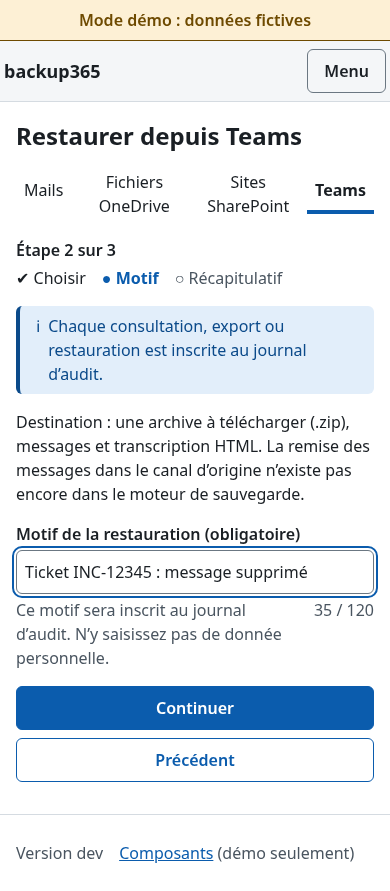 Mode démo : données fictives
backup365
Menu
Restaurer depuis Teams
Mails
Fichiers
OneDrive
Sites
SharePoint
Teams
Étape 2 sur 3
✔ Choisir ● Motif ○ Récapitulatif
i Chaque consultation, export ou
restauration est inscrite au journal
d’audit.
Destination : une archive à télécharger (.zip),
messages et transcription HTML. La remise des
messages dans le canal d’origine n’existe pas
encore dans le moteur de sauvegarde.
Motif de la restauration (obligatoire)
Ticket INC-12345 : message supprimé
Ce motif sera inscrit au journal
d’audit. N’y saisissez pas de donnée
personnelle.
35 / 120
Continuer
Précédent
Version dev Composants (démo seulement)